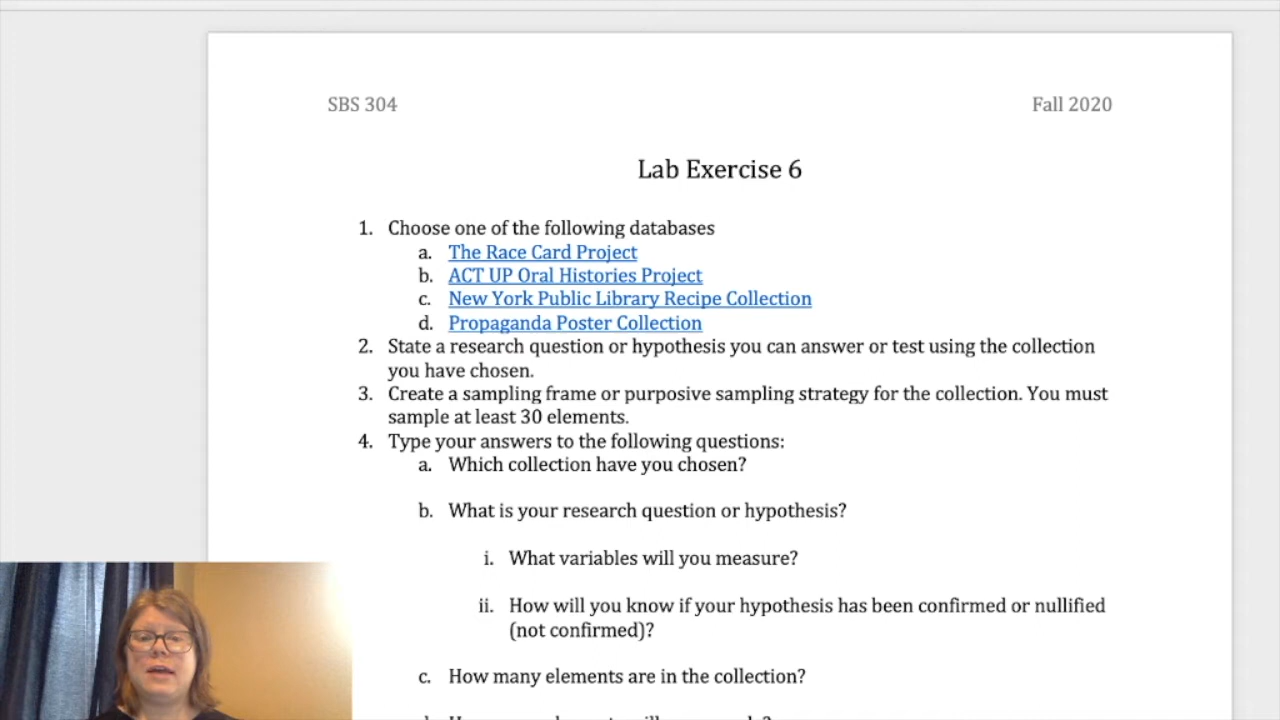 SBS 304
Fall 2020
Lab Exercise 6
1. Choose one of the following databases
a. The Race Card Project
b. ACT UP Oral Histories Project
c. New York Public Library Recipe Collection
d. Propaganda Poster Collection
2. State a research question or hypothesis you can answer or test using the collection
you have chosen.
3. Create a sampling frame or purposive sampling strategy for the collection. You must
sample at least 30 elements.
4. Type your answers to the following questions:
a. Which collection have you chosen?
b. What is your research question or hypothesis?
i. What variables will you measure?
ii. How will you know if your hypothesis has been confirmed or nullified
(not confirmed)?
c. How many elements are in the collection?